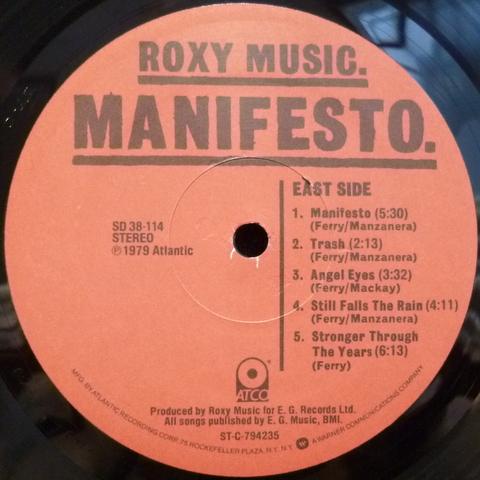 ROXY MUSIC.
MANIFESTO.
EAST SIDE
SD 38-114
STEREO
℗ 1979 Atlantic
1. Manifesto (5:30)
(Ferry/Manzanera)
2. Trash (2:13)
(Ferry/Manzanera)
3. Angel Eyes (3:32)
(Ferry/Mackay)
4. Still Falls The Rain (4:11)
(Ferry/Manzanera)
5. Stronger Through
The Years (6:13)
(Ferry)
ATCO
Produced by Roxy Music for E. G. Records Ltd.
All songs published by E. G. Music, BMI.
ST-C-794235
MFG. BY ATLANTIC RECORDING CORP., 75 ROCKEFELLER PLAZA, N.Y. N.Y. A WARNER COMMUNICATIONS COMPANY